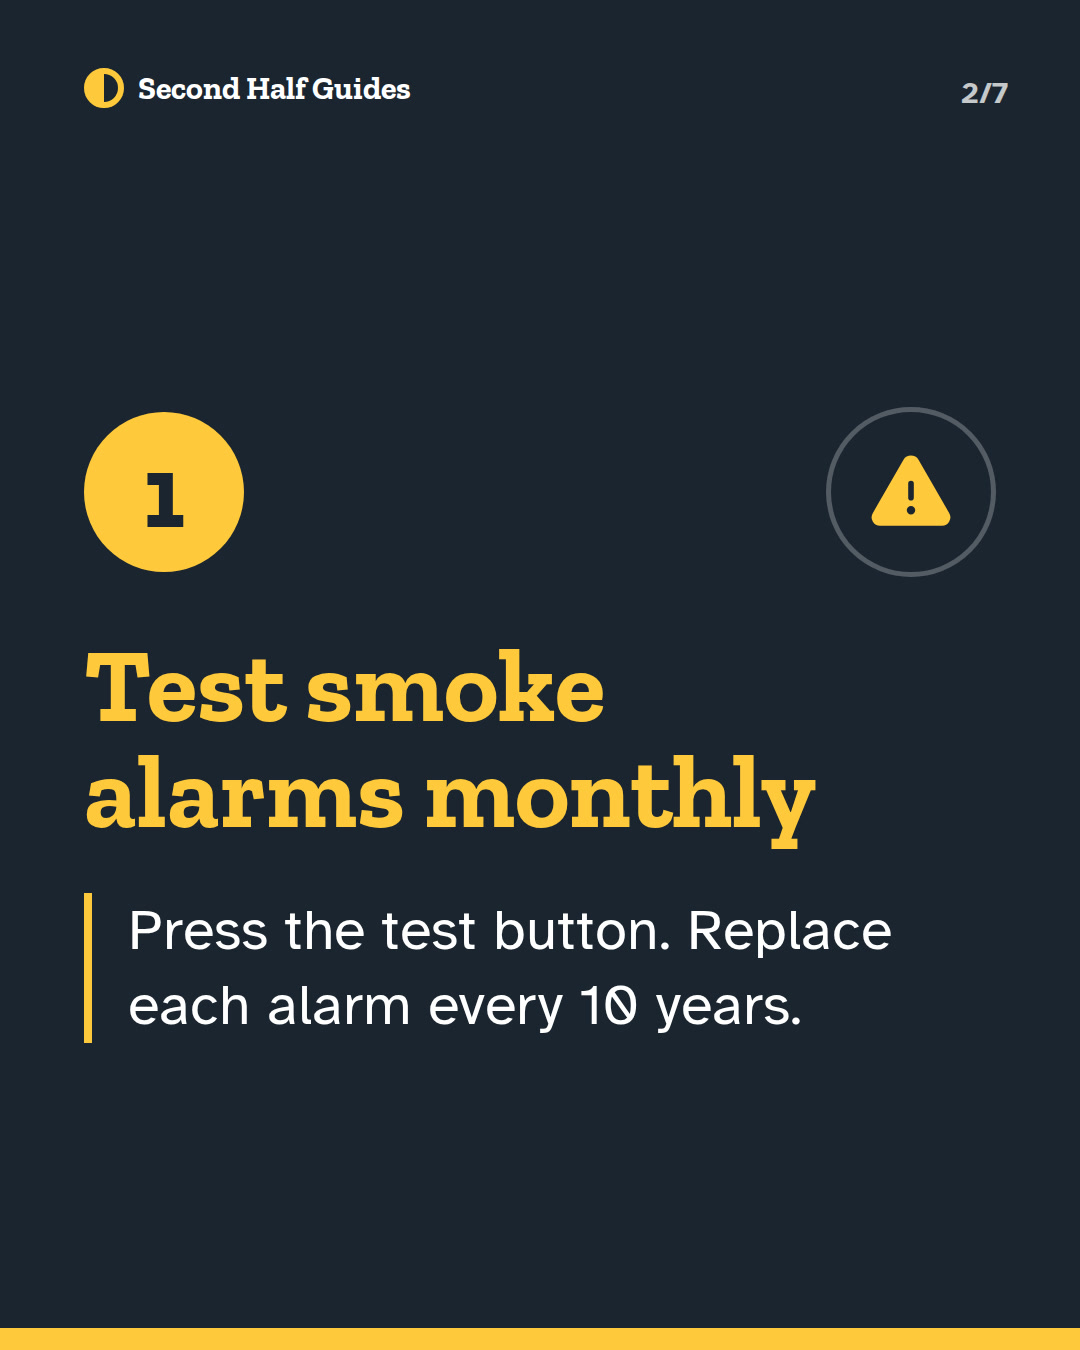 Second Half Guides
2/7
1
Test smoke
alarms monthly
Press the test button. Replace
each alarm every 10 years.